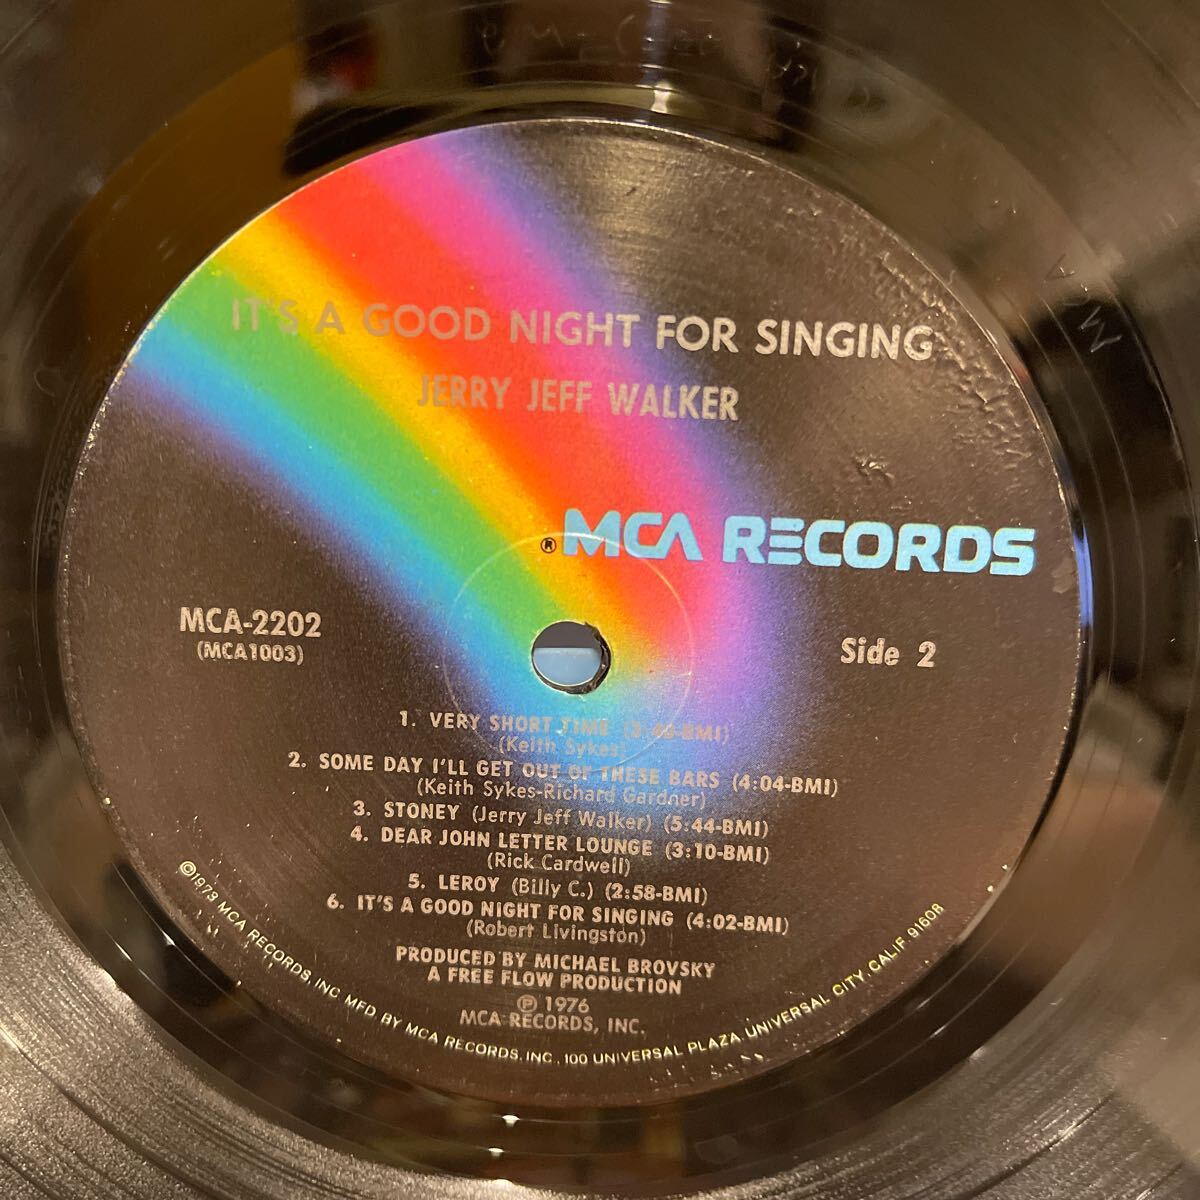 IT'S A GOOD NIGHT FOR SINGING
JERRY JEFF WALKER
® MCA RECORDS
MCA-2202
(MCA1003)
Side 2
1. VERY SHORT TIME (3:40-BMI)
(Keith Sykes)
2. SOME DAY I'LL GET OUT OF THESE BARS (4:04-BMI)
(Keith Sykes-Richard Gardner)
3. STONEY (Jerry Jeff Walker) (5:44-BMI)
4. DEAR JOHN LETTER LOUNGE (3:10-BMI)
(Rick Cardwell)
5. LEROY (Billy C.) (2:58-BMI)
6. IT'S A GOOD NIGHT FOR SINGING (4:02-BMI)
(Robert Livingston)
PRODUCED BY MICHAEL BROVSKY
A FREE FLOW PRODUCTION
Ⓟ 1976
MCA RECORDS, INC.
©1973 MCA RECORDS, INC MFD BY MCA RECORDS, INC., 100 UNIVERSAL PLAZA, UNIVERSAL CITY, CALIF 91608